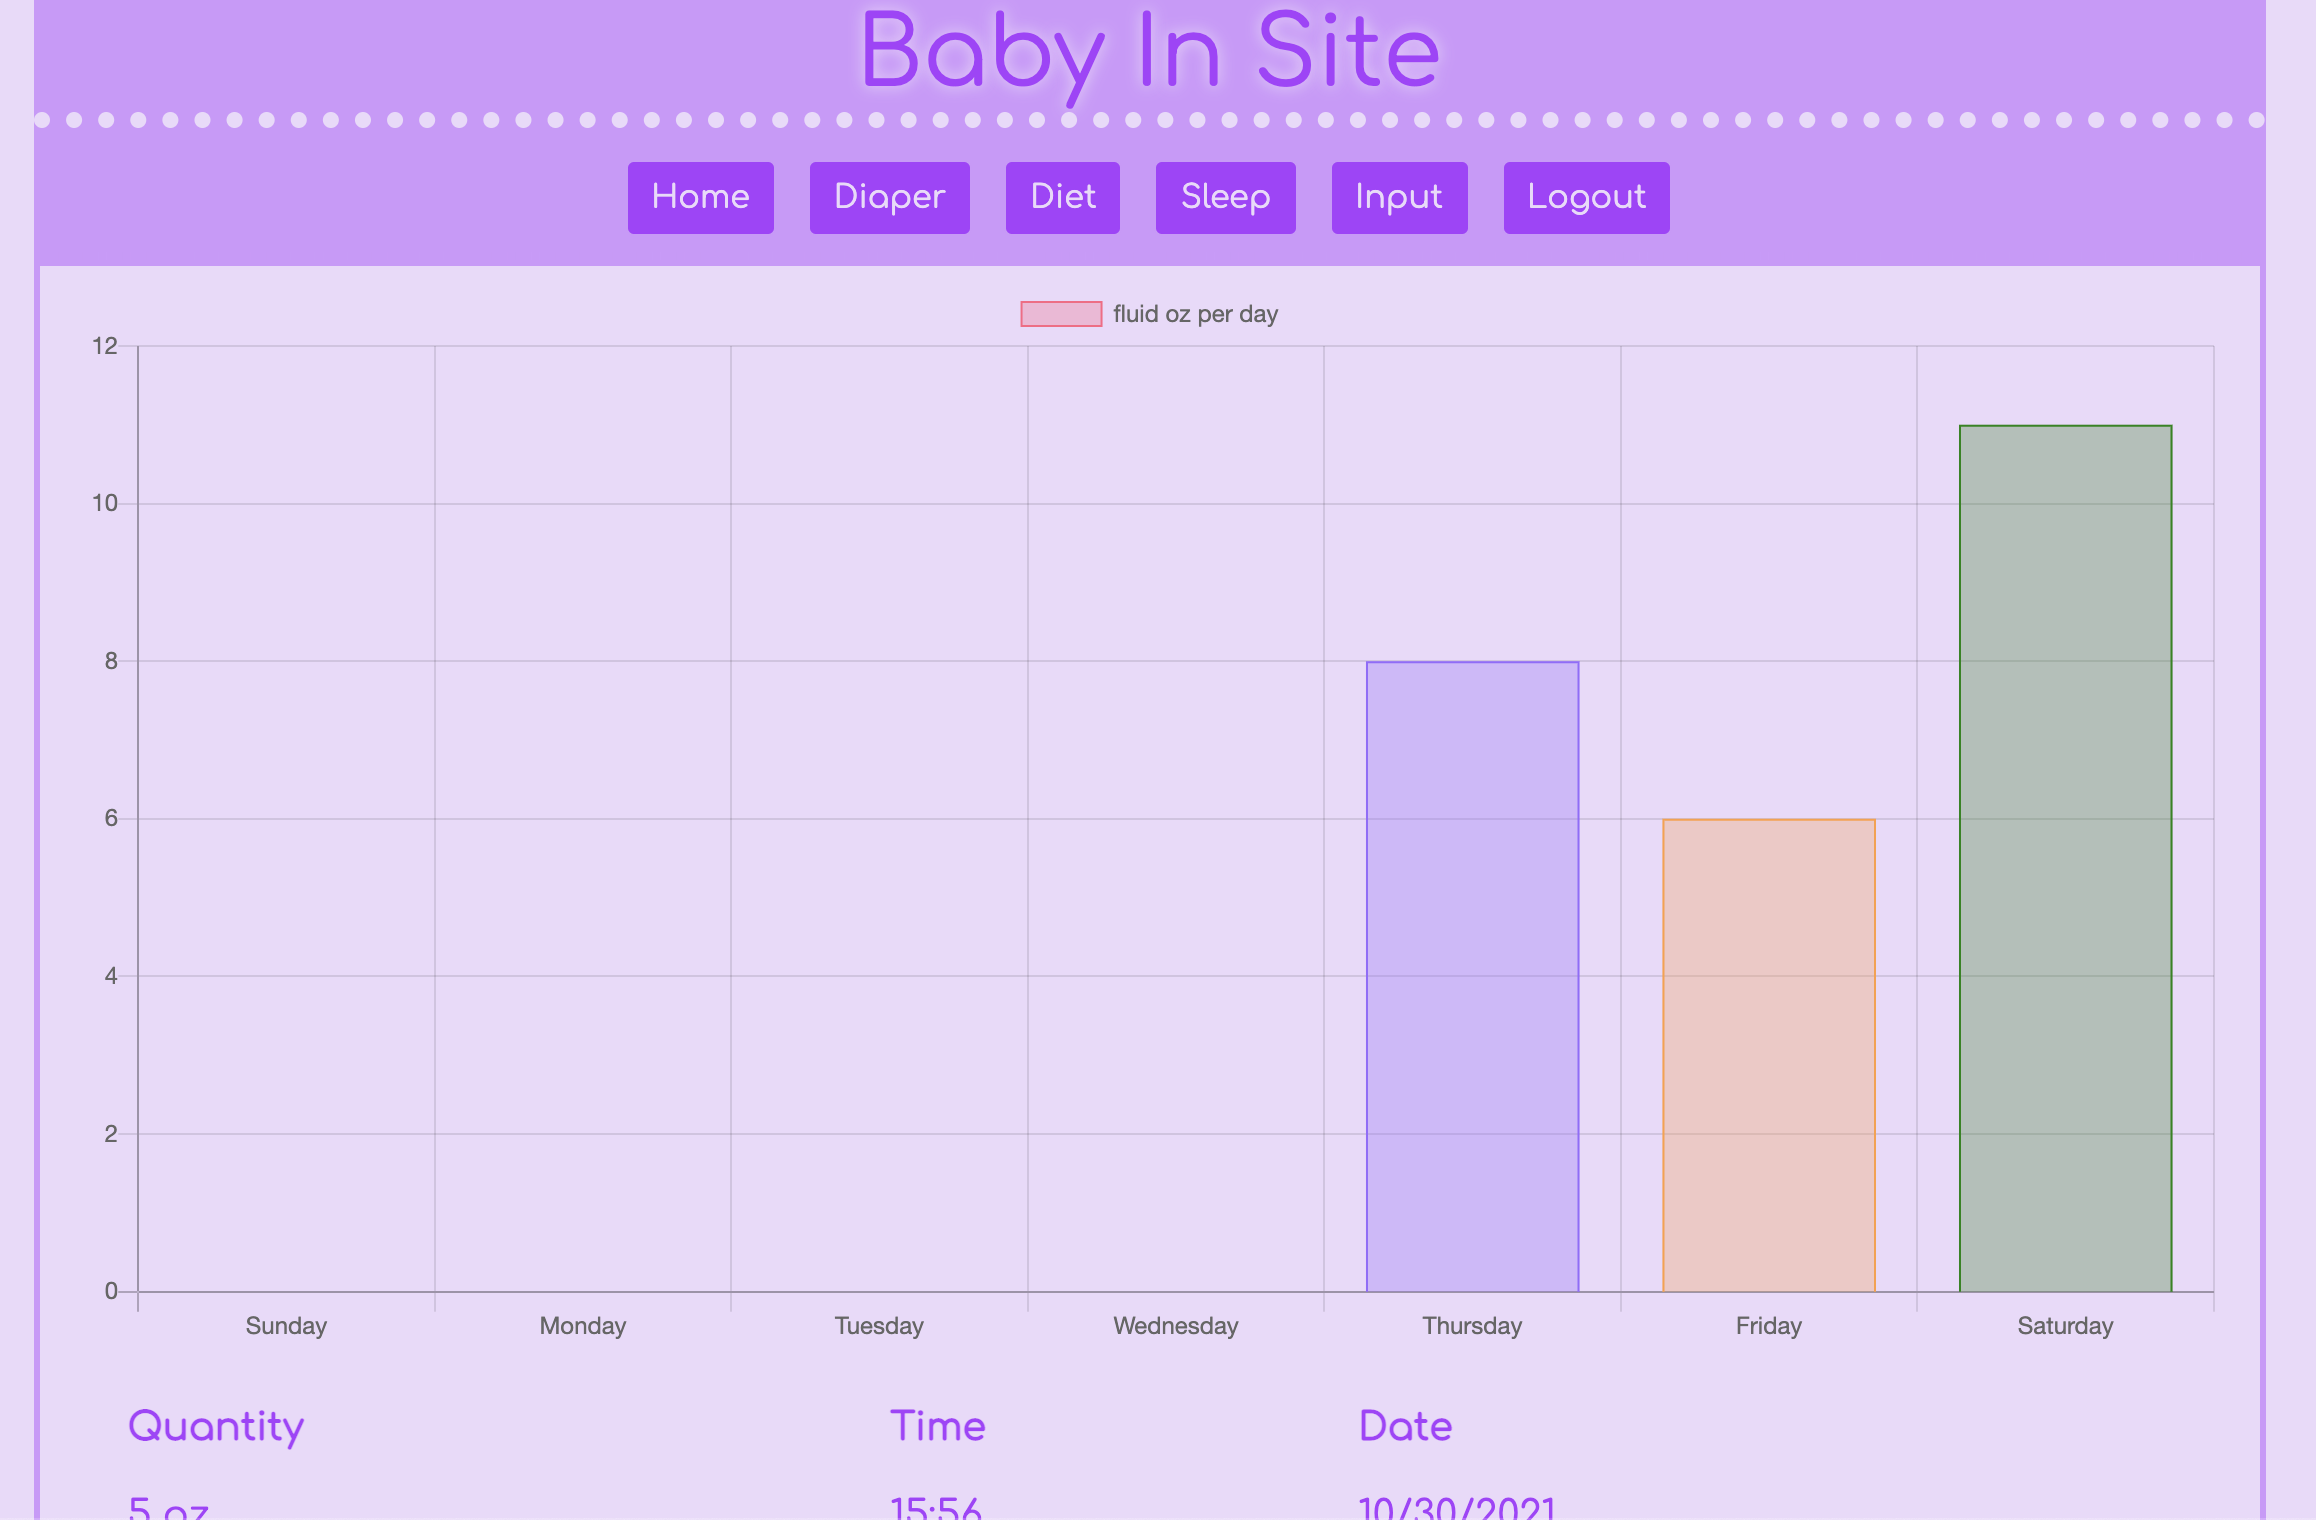 Baby In Site
Home Diaper Diet Sleep Input Logout
fluid oz per day
12
10
8
6
4
2
0
Sunday Monday Tuesday Wednesday Thursday Friday Saturday
Quantity Time Date
5 oz 15:56 10/30/2021